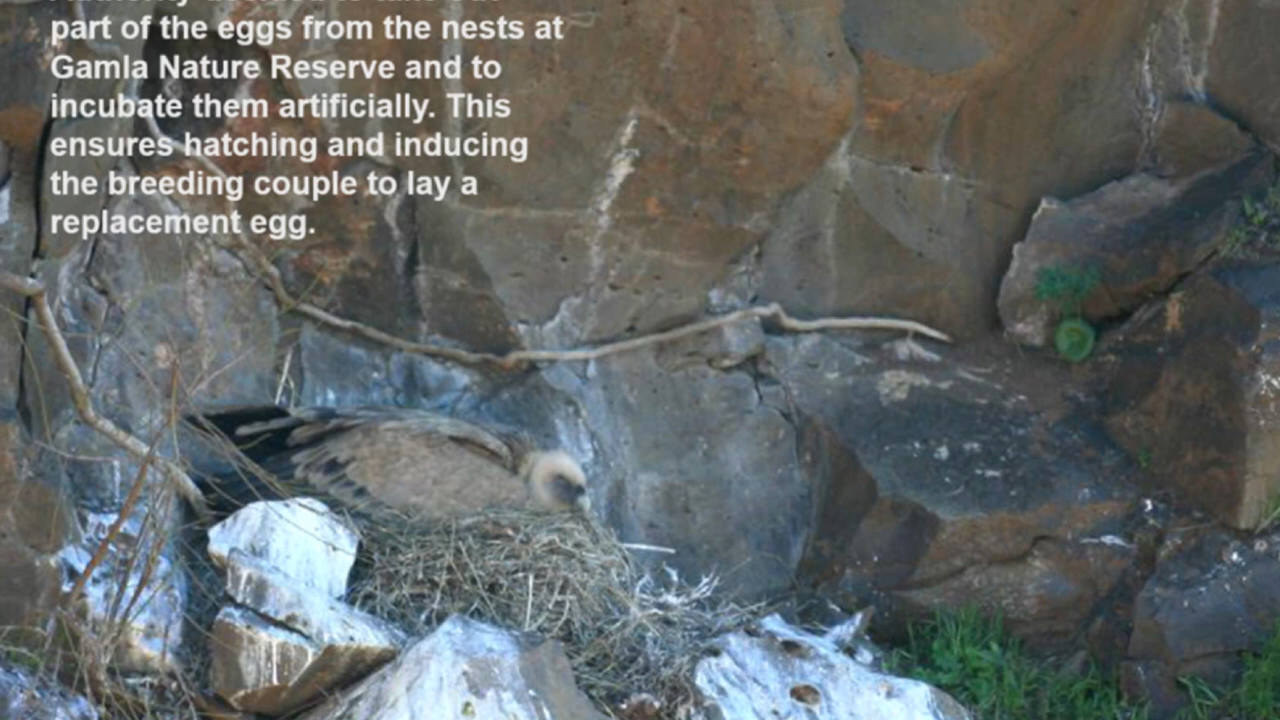 part of the eggs from the nests at
Gamla Nature Reserve and to
incubate them artificially. This
ensures hatching and inducing
the breeding couple to lay a
replacement egg.